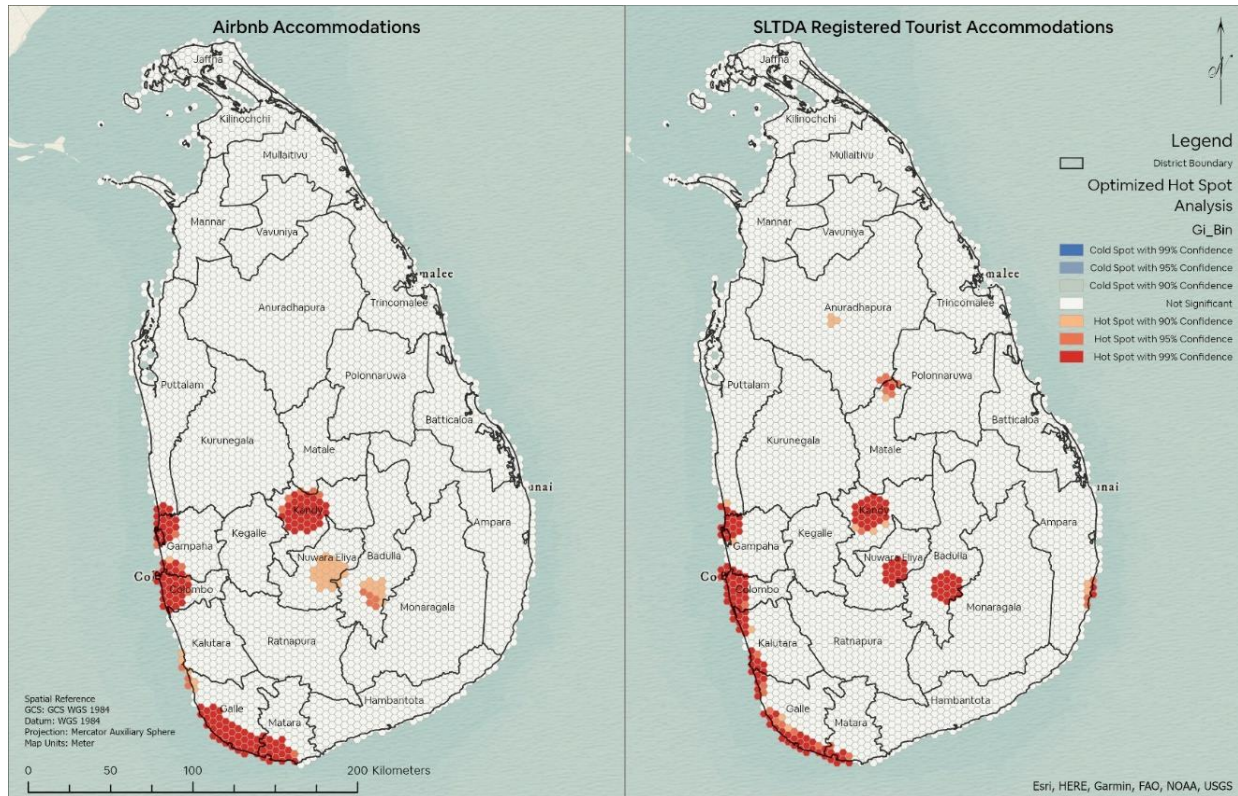 Airbnb Accommodations
Jaffna
Kilinochchi
Mullaitivu
Mannar
Vavuniya
malee
Anuradhapura
Trincomalee
Polonnaruwa
Puttalam
Batticaloa
Kurunegala
Matale
unai
Kandy
Ampara
Gampaha
Kegalle
Nuwara Eliya
Badulla
Co
Colombo
Monaragala
Kalutara
Ratnapura
Hambantota
Galle
Matara
Spatial Reference
GCS: GCS WGS 1984
Datum: WGS 1984
Projection: Mercator Auxiliary Sphere
Map Units: Meter
0 50 100 200 Kilometers
SLTDA Registered Tourist Accommodations
N
Jaffna
Kilinochchi
Mullaitivu
Mannar
Vavuniya
malee
Anuradhapura
Trincomalee
Polonnaruwa
Puttalam
Batticaloa
Kurunegala
Matale
unai
Kandy
Ampara
Gampaha
Kegalle
Nuwara Eliya
Badulla
Co
Colombo
Monaragala
Kalutara
Ratnapura
Hambantota
Galle
Matara
Legend
District Boundary
Optimized Hot Spot
Analysis
Gi_Bin
Cold Spot with 99% Confidence
Cold Spot with 95% Confidence
Cold Spot with 90% Confidence
Not Significant
Hot Spot with 90% Confidence
Hot Spot with 95% Confidence
Hot Spot with 99% Confidence
Esri, HERE, Garmin, FAO, NOAA, USGS